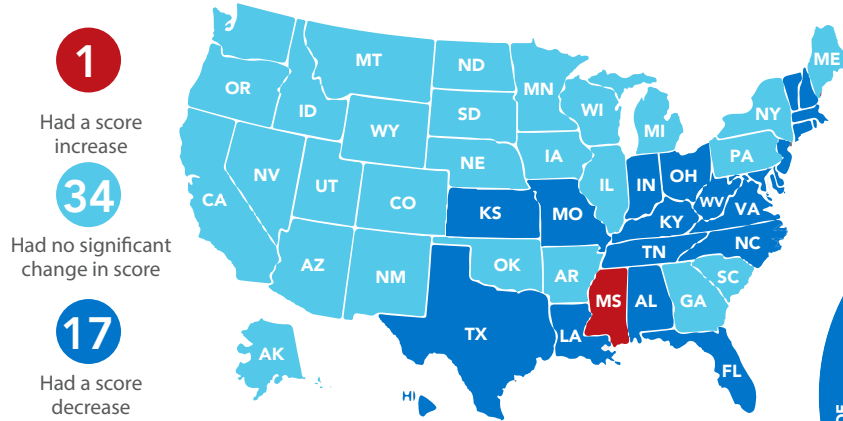 1
Had a score
increase
34
Had no significant
change in score
17
Had a score
decrease
ME
MT
ND
MN
OR
ID
SD
WI
NY
WY
MI
IA
PA
NE
NV
OH
IL
IN
UT
CA
CO
WV
KS
MO
VA
KY
NC
TN
AZ
OK
AR
NM
SC
MS
AL
GA
TX
LA
AK
FL
HI
OF